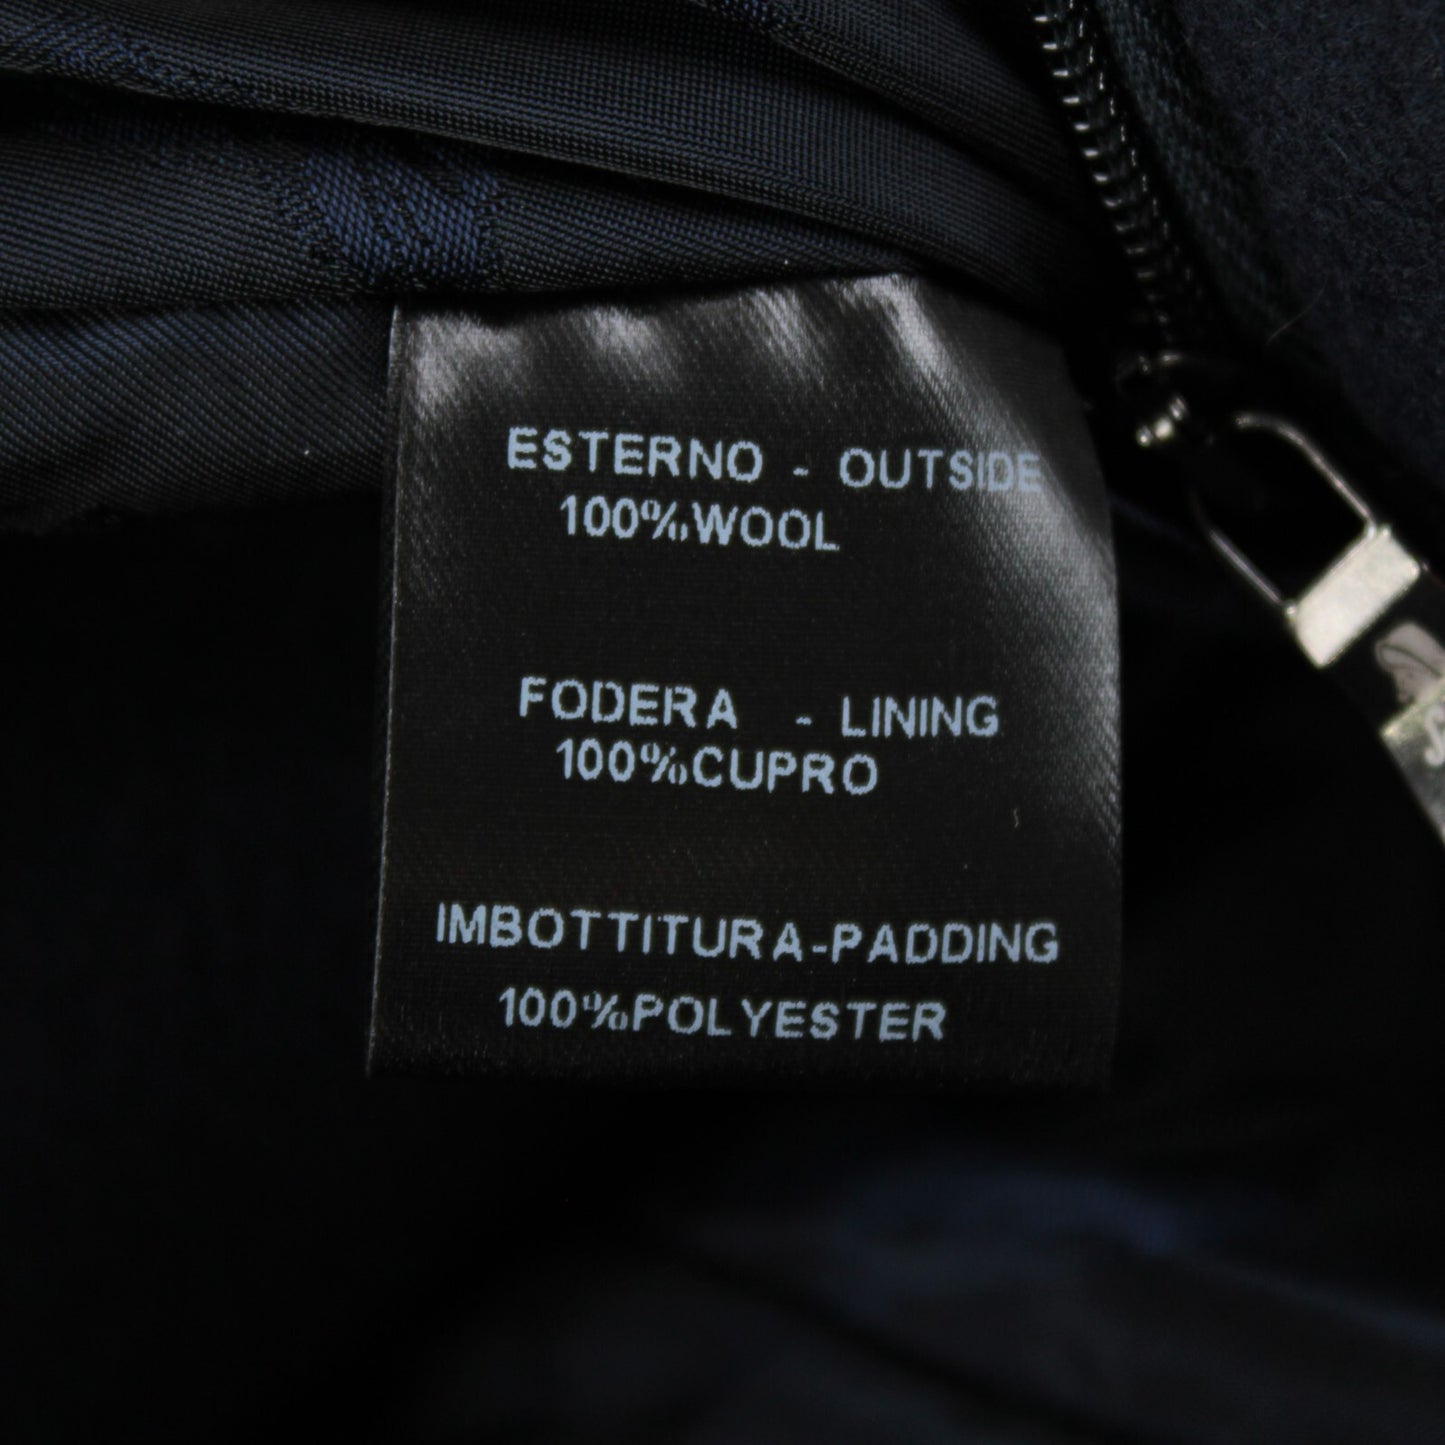 ESTERNO - OUTSIDE
100%WOOL
FODERA - LINING
100%CUPRO
IMBOTTITURA-PADDING
100%POLYESTER